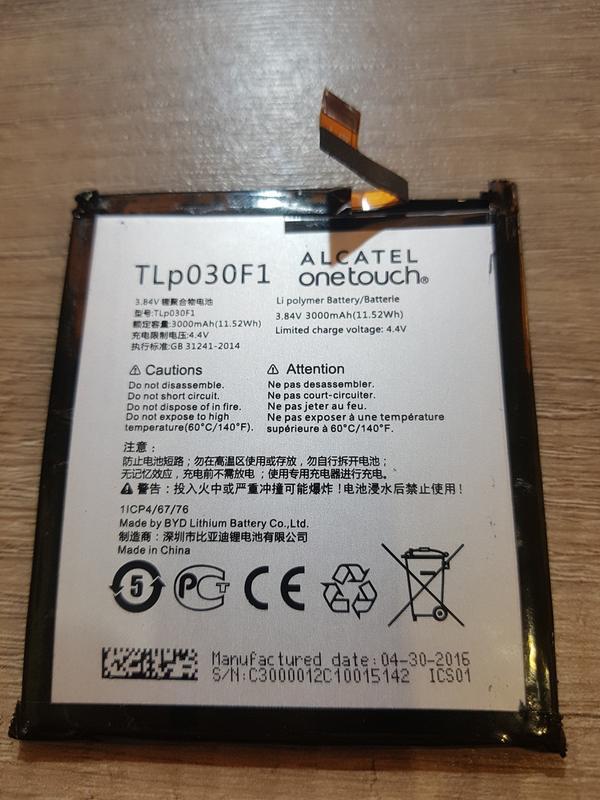 TLp030F1
ALCATEL
onetouch®
3.84V 锂聚合物电池
型号:TLp030F1
额定容量:3000mAh(11.52Wh)
充电限制电压:4.4V
执行标准:GB 31241-2014
Li polymer Battery/Batterie
3.84V 3000mAh(11.52Wh)
Limited charge voltage: 4.4V
Cautions
Do not disassemble.
Do not short circuit.
Do not dispose of in fire.
Do not expose to high
temperature(60°C/140°F).
Attention
Ne pas desassembler.
Ne pas court-circuiter.
Ne pas jeter au feu.
Ne pas exposer à une température
supérieure à 60°C/140°F.
注意:
防止电池短路;勿在高温区使用或存放,勿自行拆开电池;
无记忆效应,充电前不需放电;使用专用充电器进行充电。
警告:投入火中或严重冲撞可能爆炸!电池浸水后禁止使用!
1ICP4/67/76
Made by BYD Lithium Battery Co.,Ltd.
制造商:深圳市比亚迪锂电池有限公司
Made in China
5
PCT
CE
Manufactured date:04-30-2016
S/N:C3000012C10015142 ICS01